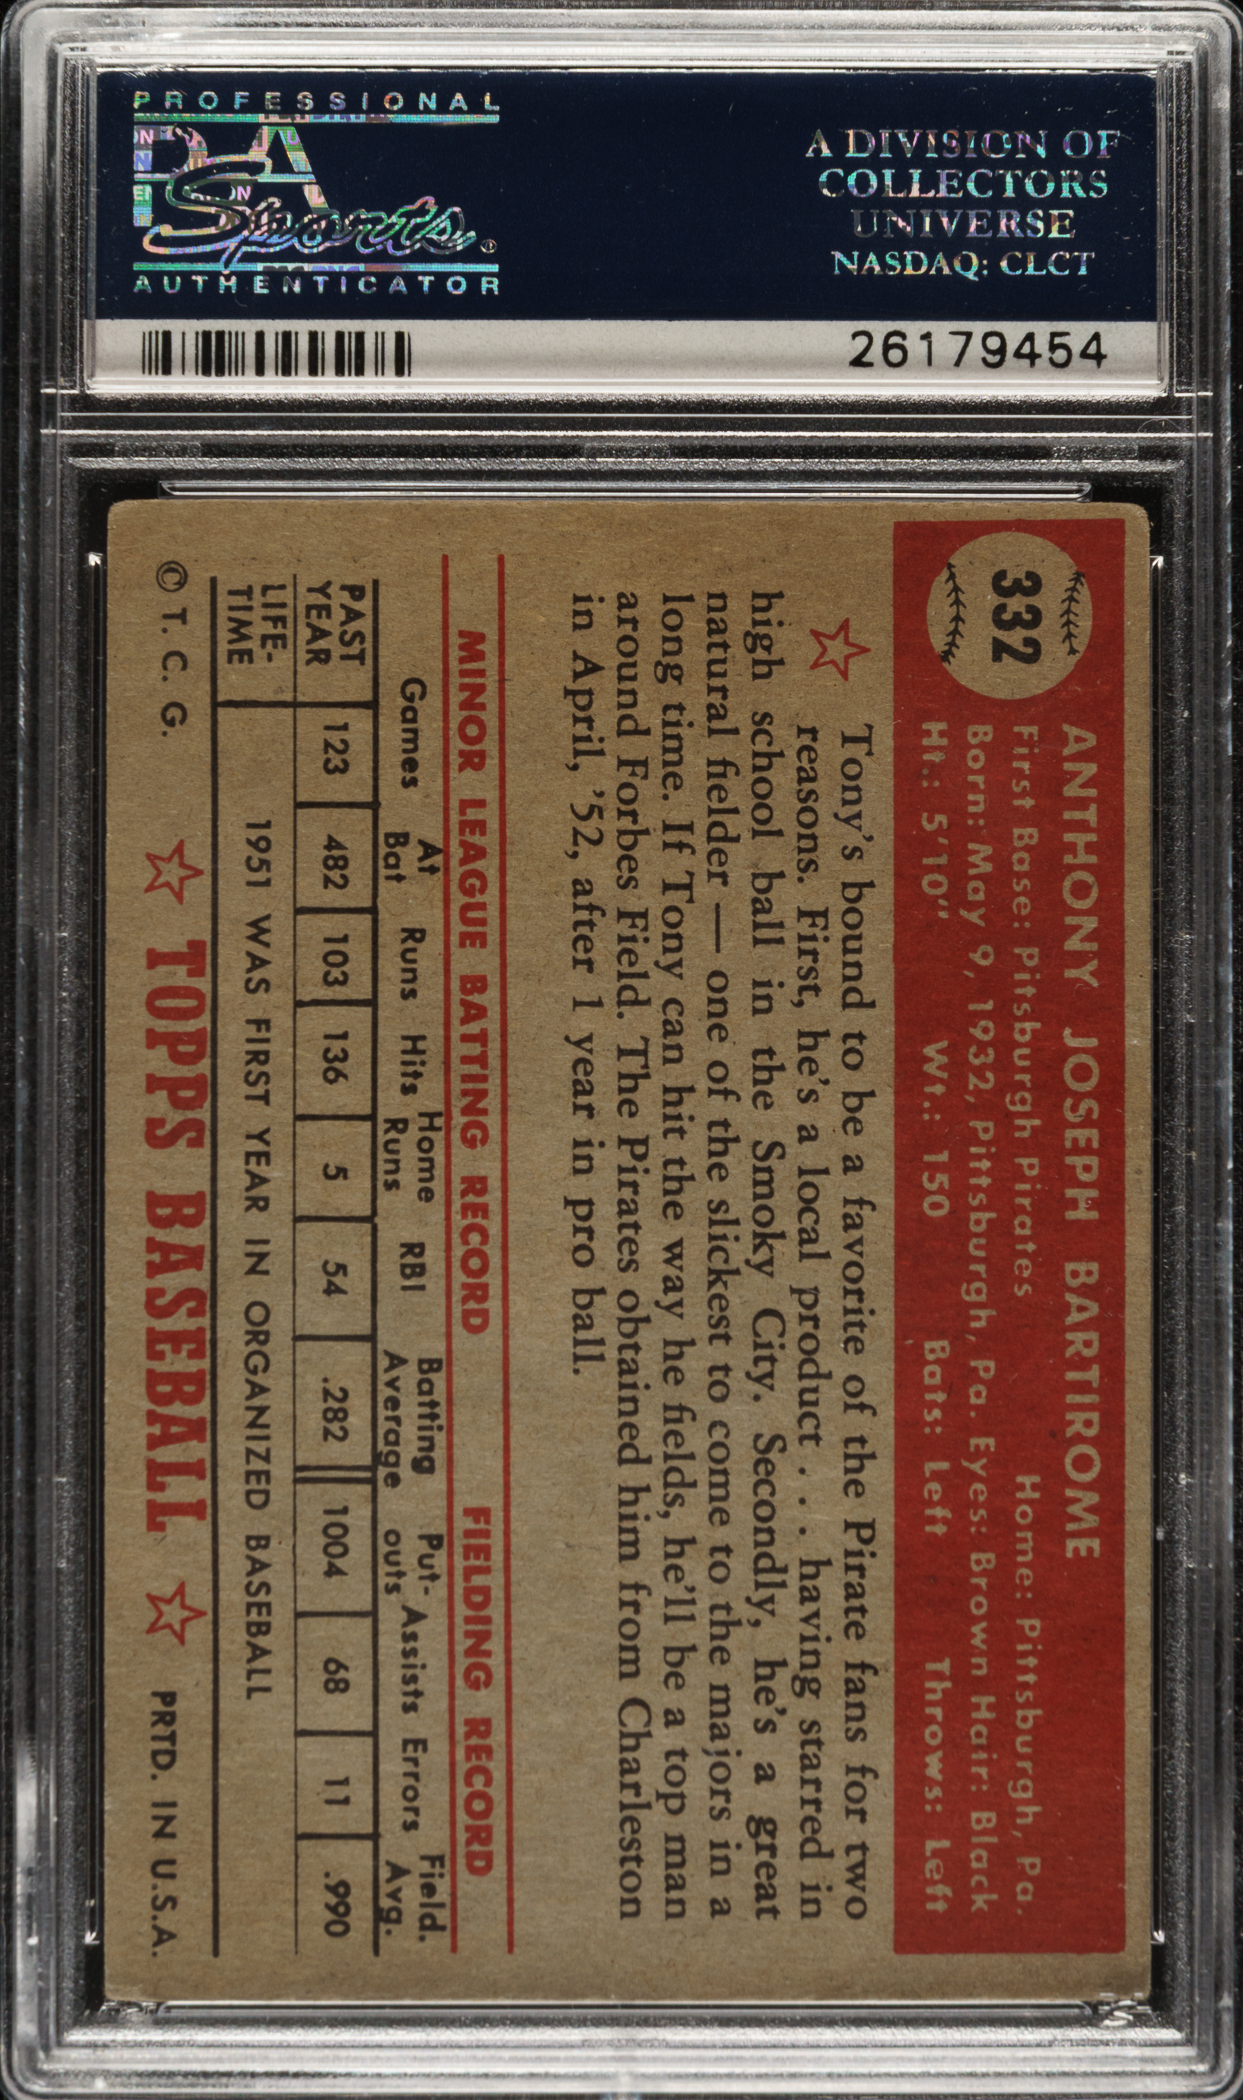 PROFESSIONAL
PSA
Sports
AUTHENTICATOR
A DIVISION OF
COLLECTORS
UNIVERSE
NASDAQ: CLCT
26179454
332
ANTHONY JOSEPH BARTIROME
First Base: Pittsburgh Pirates Home: Pittsburgh, Pa.
Born: May 9, 1932, Pittsburgh, Pa. Eyes: Brown Hair: Black
Ht.: 5'10" Wt.: 150 Bats: Left Throws: Left
Tony's bound to be a favorite of the Pirate fans for two
reasons. First, he's a local product . . . having starred in
high school ball in the Smoky City. Secondly, he's a great
natural fielder — one of the slickest to come to the majors in a
long time. If Tony can hit the way he fields, he'll be a top man
around Forbes Field. The Pirates obtained him from Charleston
in April, '52, after 1 year in pro ball.
MINOR LEAGUE BATTING RECORD FIELDING RECORD
Games At Bat Runs Hits Home Runs RBI Batting Average Put-outs Assists Errors Field. Avg.
PAST YEAR 123 482 103 136 5 54 .282 1004 68 11 .990
LIFE-TIME 1951 WAS FIRST YEAR IN ORGANIZED BASEBALL
© T. C. G. TOPPS BASEBALL PRTD. IN U.S.A.